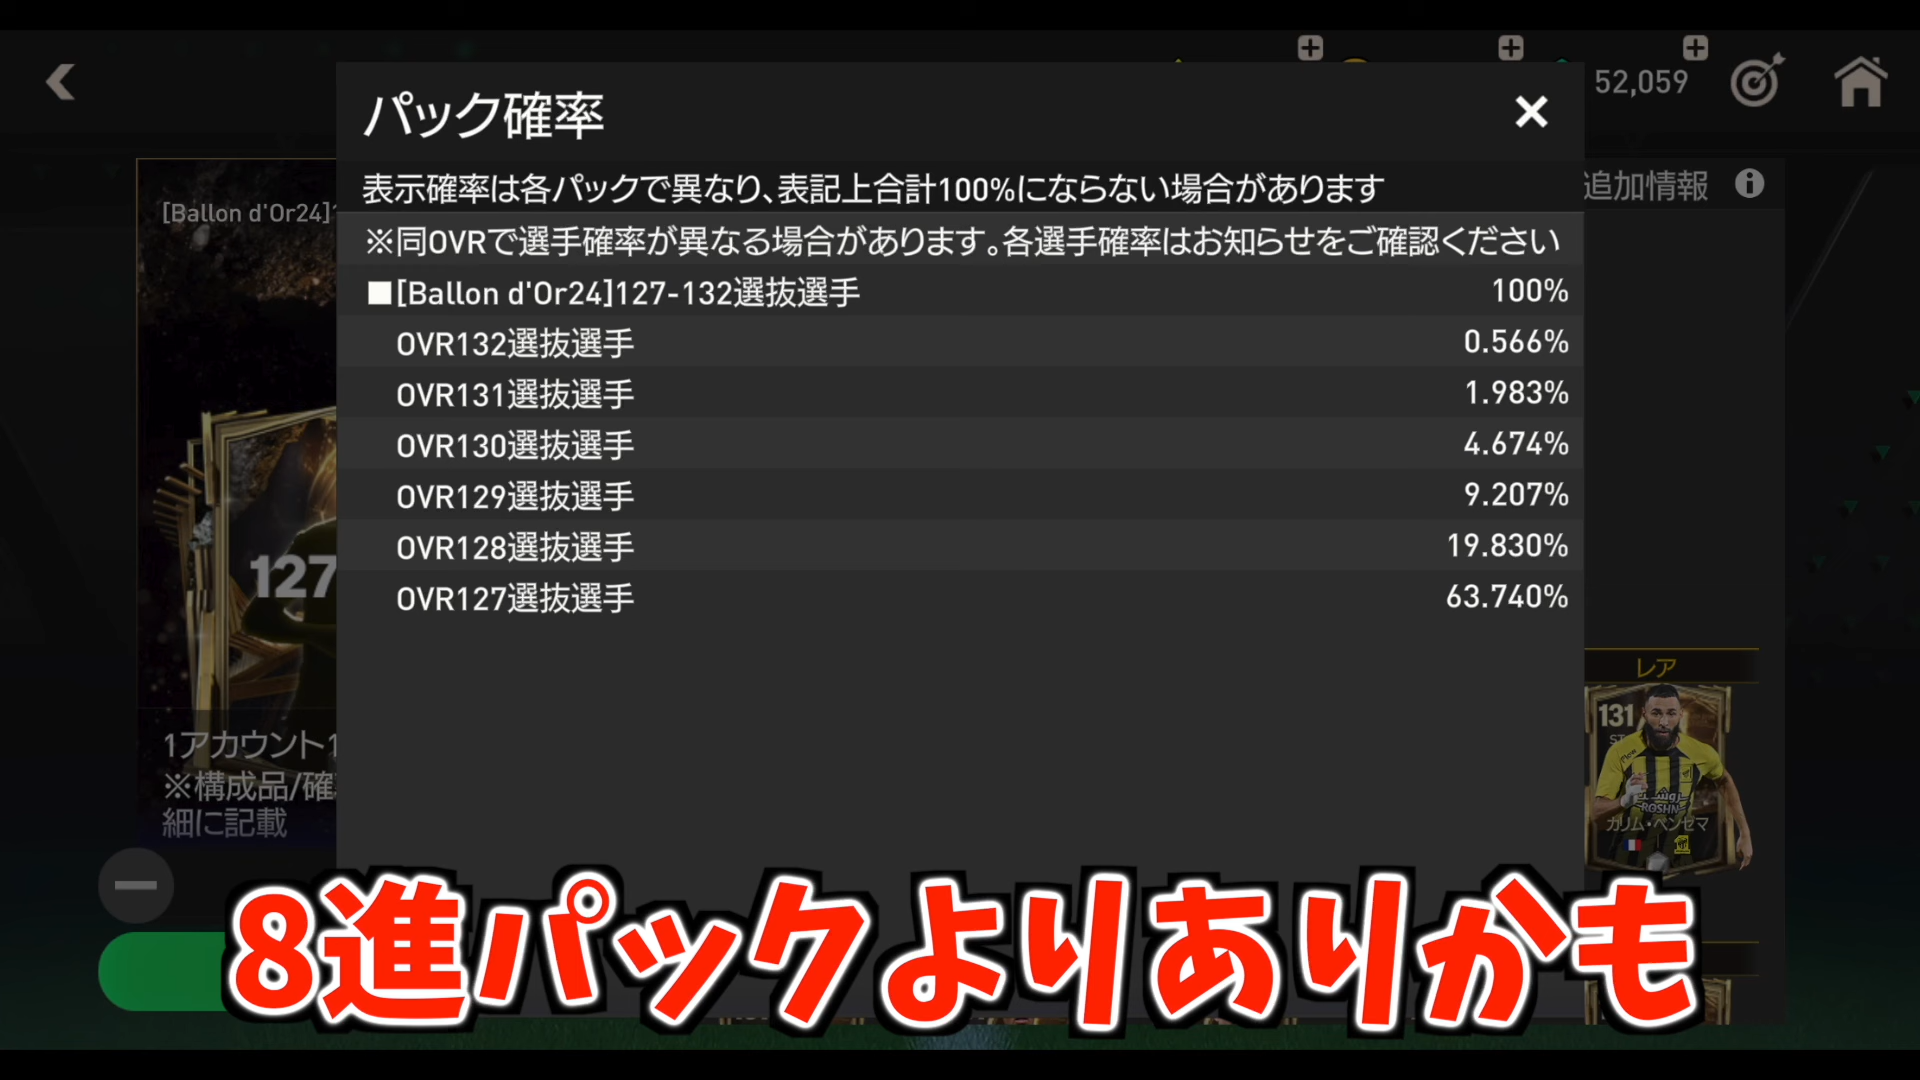 パック確率
52,059
表示確率は各パックで異なり、表記上合計100%にならない場合があります
追加情報
[Ballon d'Or24]
※同OVRで選手確率が異なる場合があります。各選手確率はお知らせをご確認ください
■[Ballon d'Or24]127-132選抜選手 100%
OVR132選抜選手 0.566%
OVR131選抜選手 1.983%
OVR130選抜選手 4.674%
OVR129選抜選手 9.207%
OVR128選抜選手 19.830%
OVR127選抜選手 63.740%
127
レア
131
ST
ROSHN
カリム・ベンゼマ
1アカウント1
※構成品/確
細に記載
8進パックよりありかも